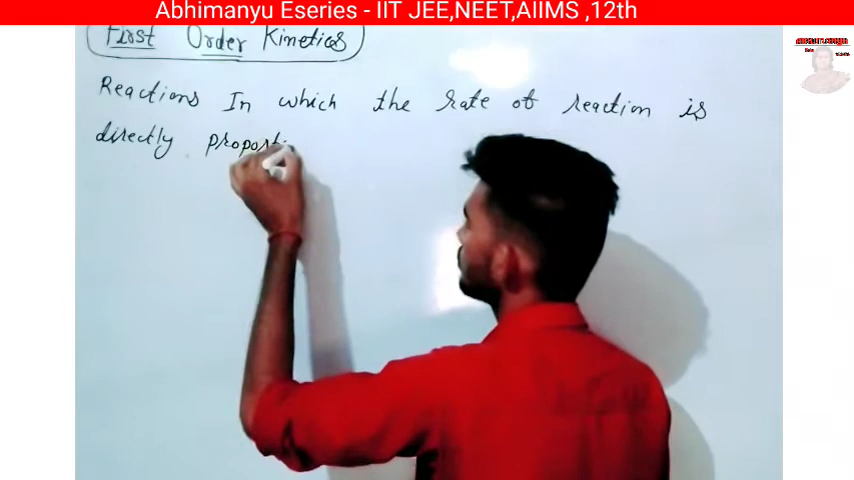 Abhimanyu Eseries - IIT JEE,NEET,AIIMS ,12th
First Order Kinetics
Reactions In which the rate of reaction is
directly proporti